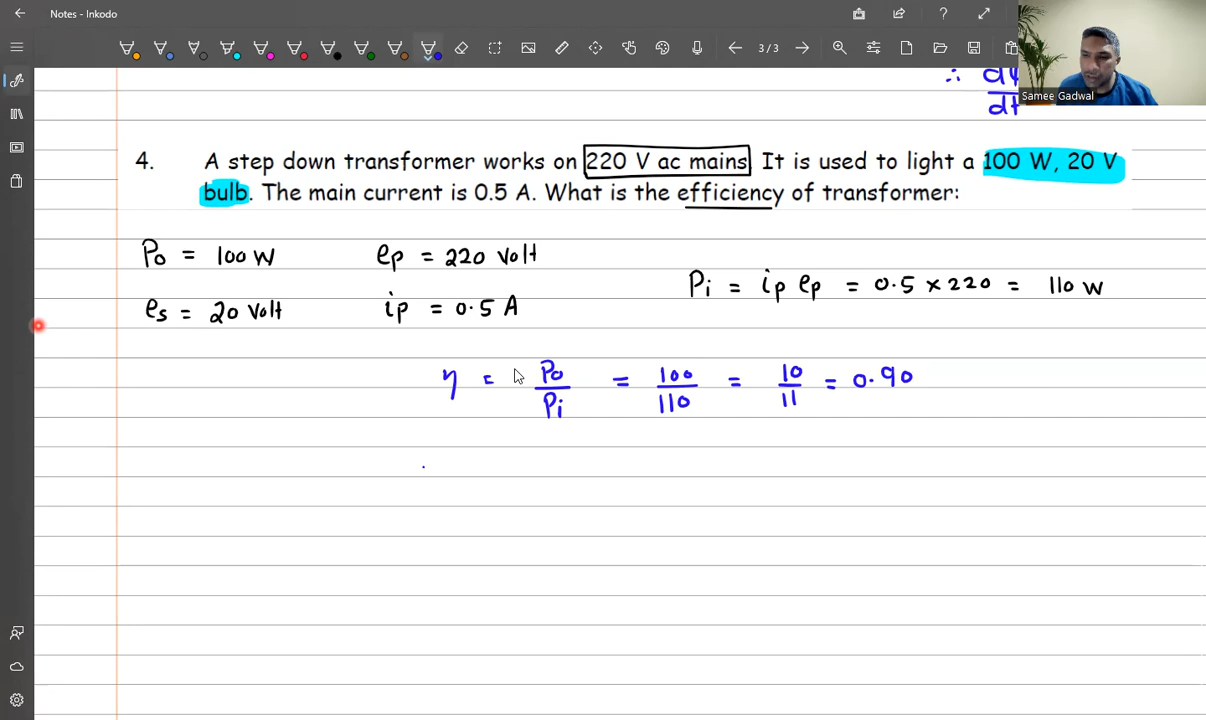 Notes - Inkodo
3/3
Samee Gadwal
∴ dψ/dt
4. A step down transformer works on 220 V ac mains. It is used to light a 100 W, 20 V
bulb. The main current is 0.5 A. What is the efficiency of transformer:
Po = 100 W ep = 220 volt
Pi = ip ep = 0.5 × 220 = 110 W
es = 20 Volt ip = 0.5 A
η = Po/Pi = 100/110 = 10/11 = 0.90